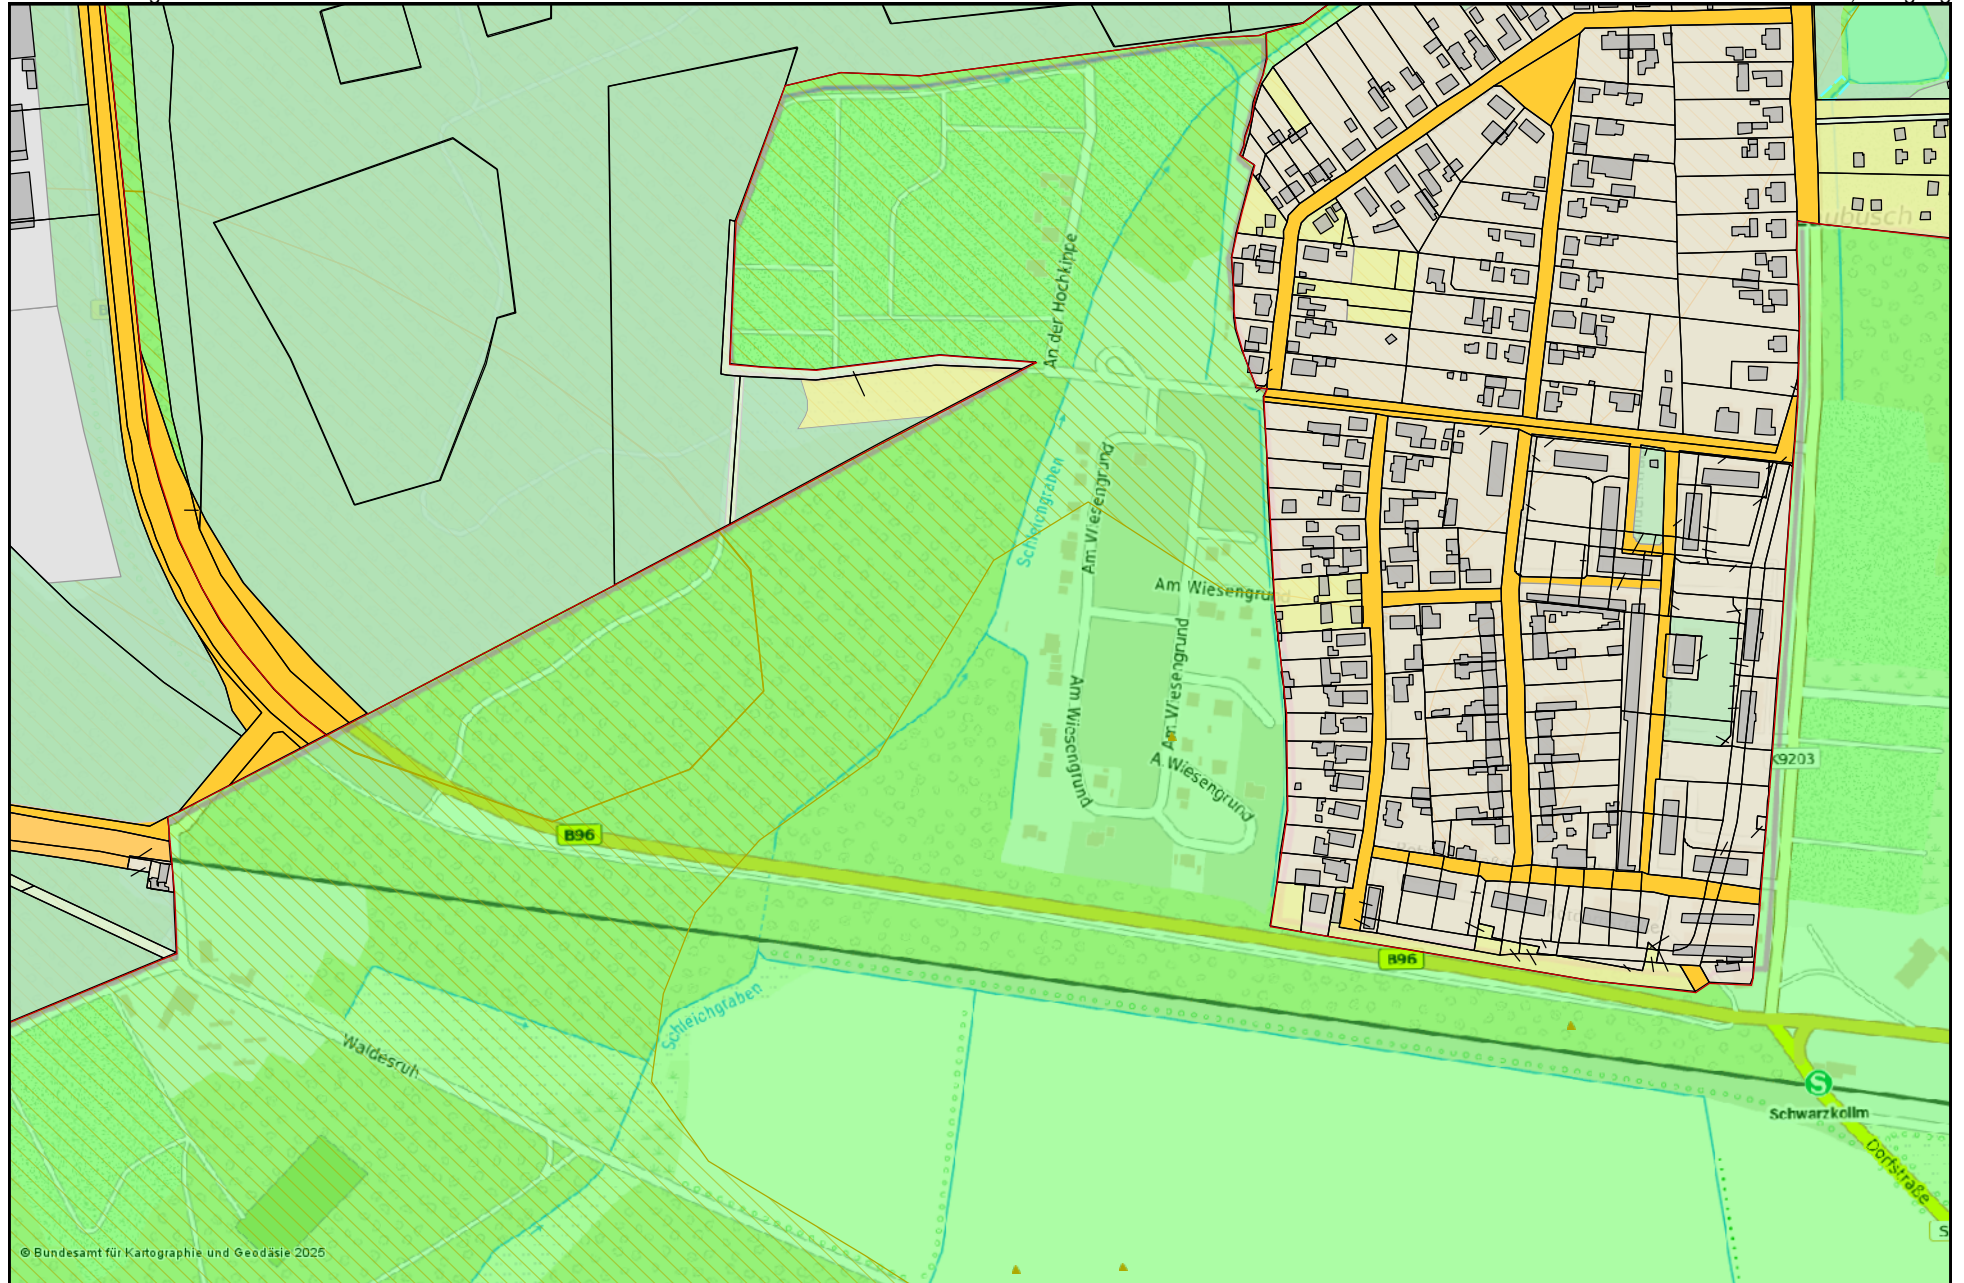 An der Hochkippe
Schleichgraben
Am Wiesengrund
Am Wiesengrund
Am Wiesengrund
Am Wiesengrund
A. Wiesengrund
K9203
B96
B96
Schleichgraben
Waldesruh
S
Schwarzkollm
Dorfstraße
S
© Bundesamt für Kartographie und Geodäsie 2025